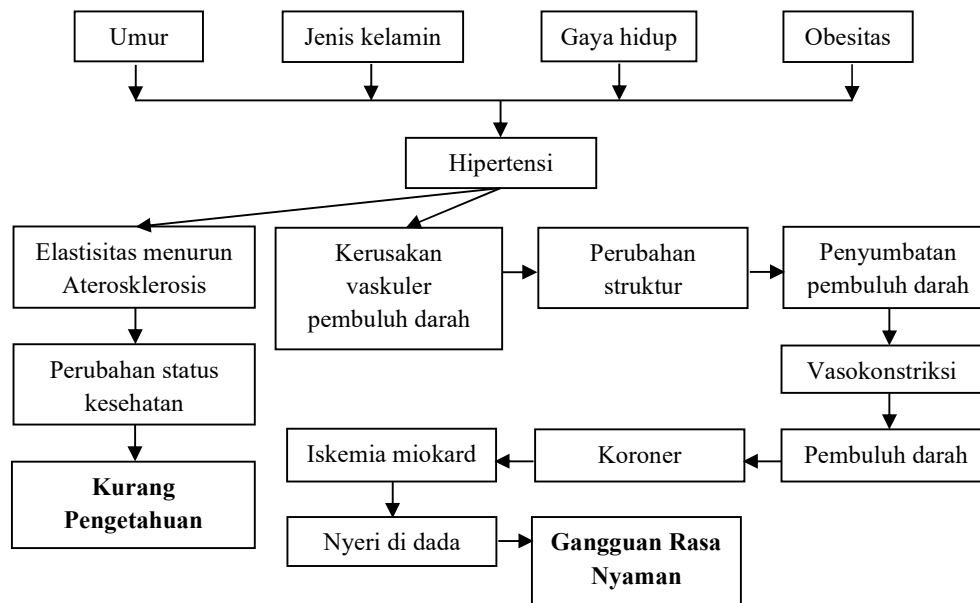 Umur
Jenis kelamin
Gaya hidup
Obesitas
Hipertensi
Elastisitas menurun
Aterosklerosis
Kerusakan
vaskuler
pembuluh darah
Perubahan
struktur
Penyumbatan
pembuluh darah
Perubahan status
kesehatan
Vasokonstriksi
Kurang
Pengetahuan
Iskemia miokard
Koroner
Pembuluh darah
Nyeri di dada
Gangguan Rasa
Nyaman